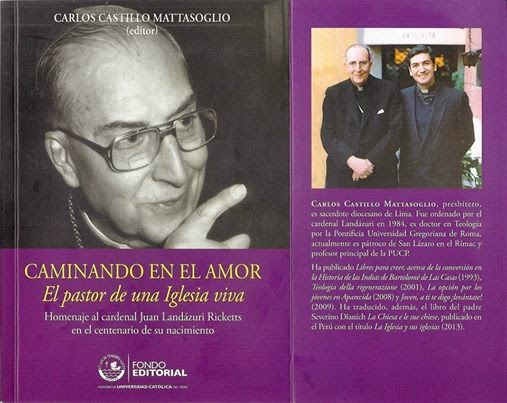 CARLOS CASTILLO MATTASOGLIO
(editor)
CAMINANDO EN EL AMOR
El pastor de una Iglesia viva
Homenaje al cardenal Juan Landázuri Ricketts
en el centenario de su nacimiento
FONDO
EDITORIAL
PONTIFICIA UNIVERSIDAD CATÓLICA DEL PERÚ
CARLOS CASTILLO MATTASOGLIO, presbítero,
es sacerdote diocesano de Lima. Fue ordenado por el
cardenal Landázuri en 1984, es doctor en Teología
por la Pontificia Universidad Gregoriana de Roma,
actualmente es párroco de San Lázaro en el Rímac y
profesor principal de la PUCP.
Ha publicado Libres para creer, acerca de la conversión en
la Historia de las Indias de Bartolomé de Las Casas (1993),
Teologia della rigenerazione (2001), La opción por los
jóvenes en Aparecida (2008) y Joven, a ti te digo ¡levántate!
(2009). Ha traducido, además, el libro del padre
Severino Dianich La Chiesa e le sue chiese, publicado en
el Perú con el título La Iglesia y sus iglesias (2013).